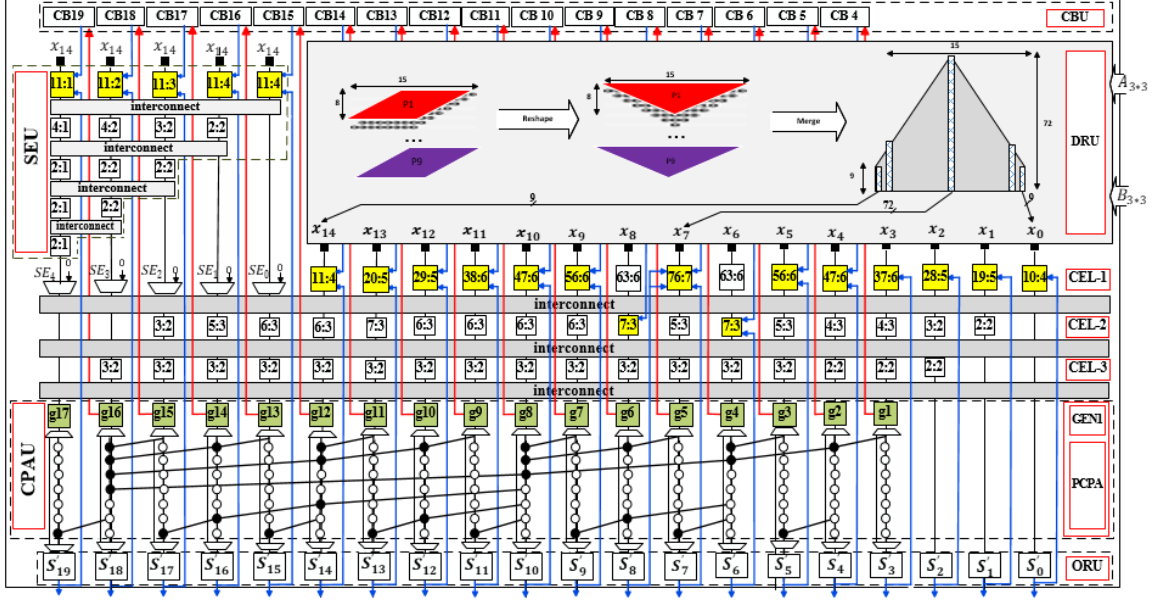 CB19 CB18 CB17 CB16 CB15 CB14 CB13 CB12 CB11 CB 10 CB 9 CB 8 CB 7 CB 6 CB 5 CB 4 CBU
x14 x14 x14 x14 x14
15
15
15
11:1 11:2 11:3 11:4 11:4
A3*3
8
P1
8
P1
interconnect
Reshape
Merge
72
DRU
SEU
4:1 4:2 3:2 2:2
...
...
interconnect
2:1 2:2 2:2
P9
P9
9
interconnect
B3*3
2:1 2:2
9
72
9
interconnect
x14 x13 x12 x11 x10 x9 x8 x7 x6 x5 x4 x3 x2 x1 x0
2:1
SE4 0 SE3 0 SE2 0 SE1 0 SE0 0
11:4 20:5 29:5 38:6 47:6 56:6 63:6 76:7 63:6 56:6 47:6 37:6 28:5 19:5 10:4 CEL-1
interconnect
3:2 5:3 6:3 6:3 7:3 6:3 6:3 6:3 6:3 7:3 5:3 7:3 5:3 4:3 4:3 3:2 2:2 CEL-2
interconnect
3:2 3:2 3:2 3:2 3:2 3:2 3:2 3:2 3:2 3:2 3:2 3:2 3:2 3:2 2:2 2:2 2:2 CEL-3
interconnect
g17 g16 g15 g14 g13 g12 g11 g10 g9 g8 g7 g6 g5 g4 g3 g2 g1 GEN1
CPAU
PCPA
S'19 S'18 S'17 S'16 S'15 S'14 S'13 S'12 S'11 S'10 S'9 S'8 S'7 S'6 S'5 S'4 S'3 S'2 S'1 S'0 ORU